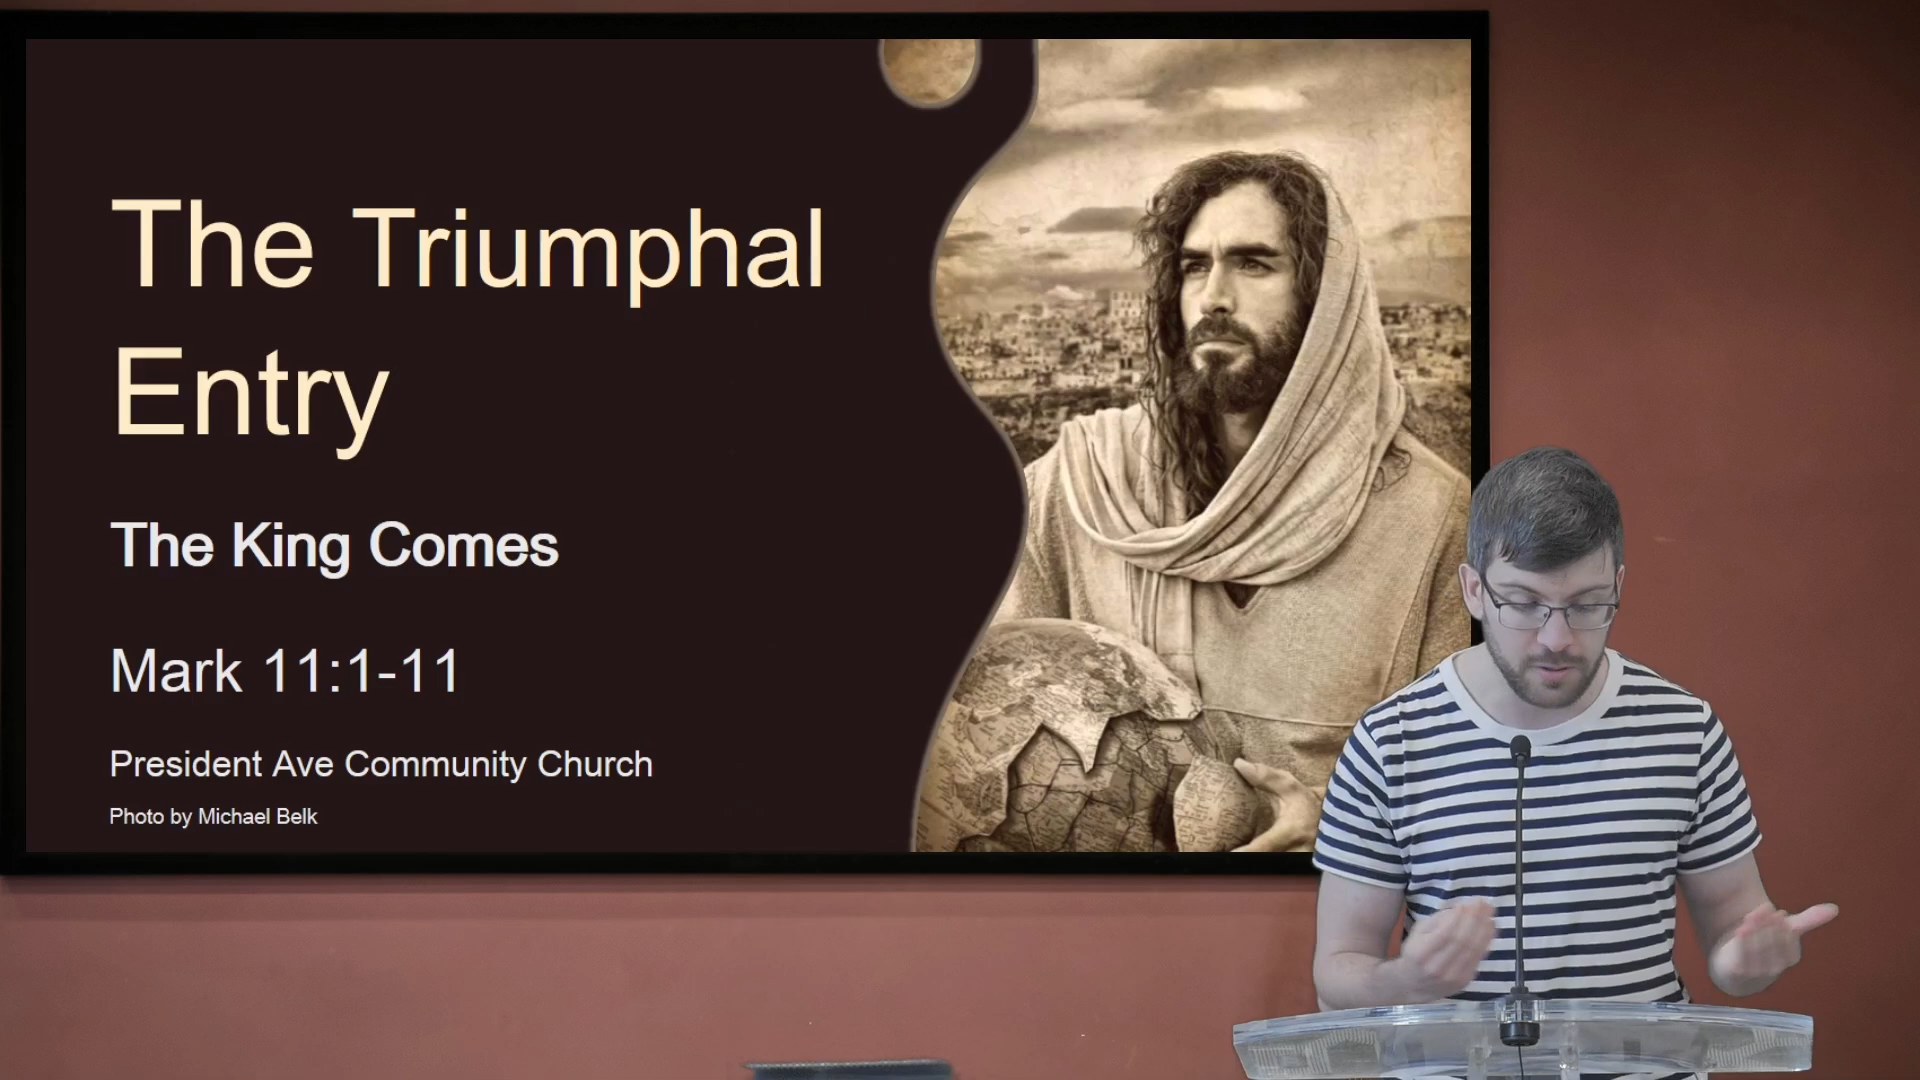 The Triumphal
Entry
The King Comes
Mark 11:1-11
President Ave Community Church
Photo by Michael Belk